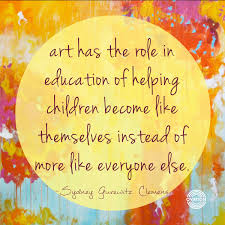 art has the role in
education of helping
children become like
themselves instead of
more like everyone else.
- Sydney Gurewitz Clemens